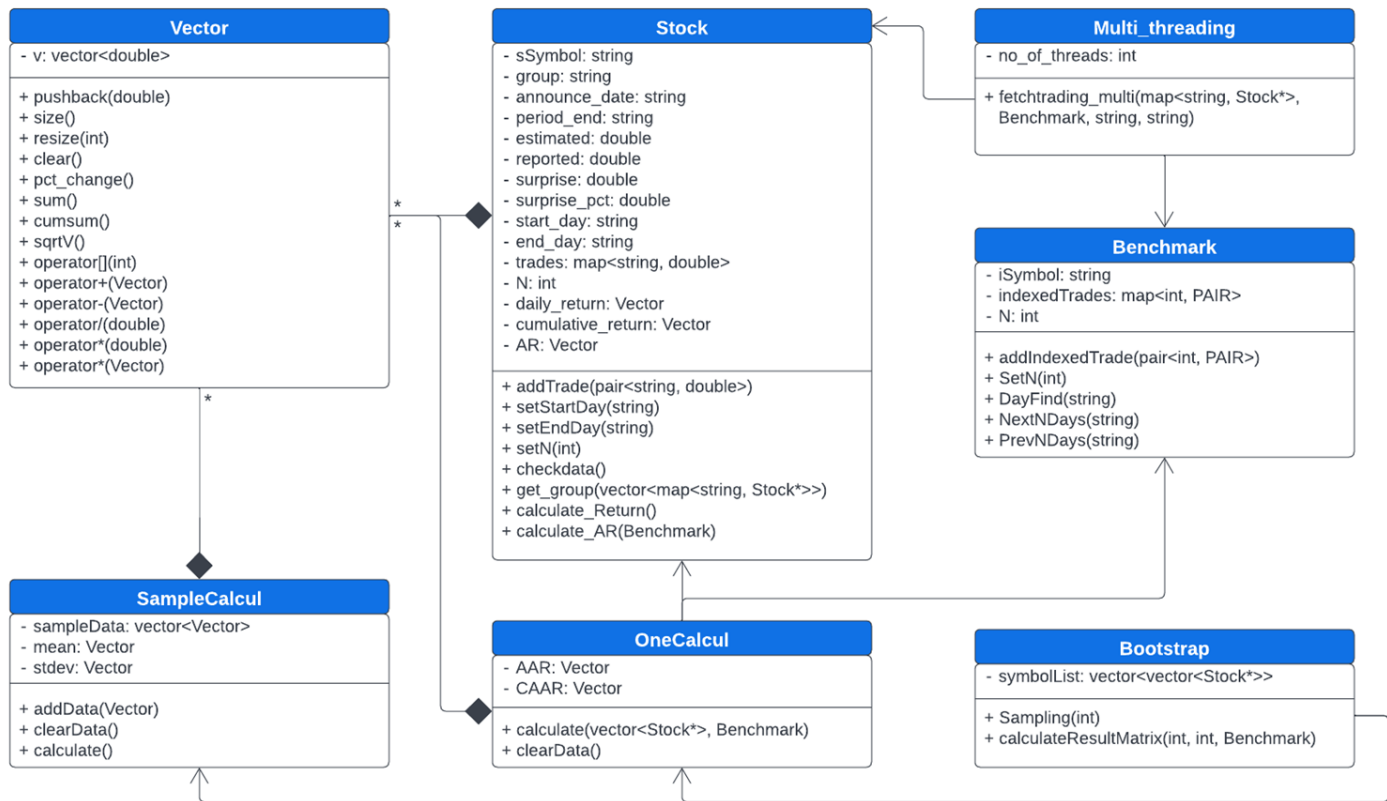 Vector
- v: vector<double>
+ pushback(double)
+ size()
+ resize(int)
+ clear()
+ pct_change()
+ sum()
+ cumsum()
+ sqrtV()
+ operator[](int)
+ operator+(Vector)
+ operator-(Vector)
+ operator/(double)
+ operator*(double)
+ operator*(Vector)
*
*
*
Stock
- sSymbol: string
- group: string
- announce_date: string
- period_end: string
- estimated: double
- reported: double
- surprise: double
- surprise_pct: double
- start_day: string
- end_day: string
- trades: map<string, double>
- N: int
- daily_return: Vector
- cumulative_return: Vector
- AR: Vector
+ addTrade(pair<string, double>)
+ setStartDay(string)
+ setEndDay(string)
+ setN(int)
+ checkdata()
+ get_group(vector<map<string, Stock*>>)
+ calculate_Return()
+ calculate_AR(Benchmark)
Multi_threading
- no_of_threads: int
+ fetchtrading_multi(map<string, Stock*>,
Benchmark, string, string)
Benchmark
- iSymbol: string
- indexedTrades: map<int, PAIR>
- N: int
+ addIndexedTrade(pair<int, PAIR>)
+ SetN(int)
+ DayFind(string)
+ NextNDays(string)
+ PrevNDays(string)
SampleCalcul
- sampleData: vector<Vector>
- mean: Vector
- stdev: Vector
+ addData(Vector)
+ clearData()
+ calculate()
OneCalcul
- AAR: Vector
- CAAR: Vector
+ calculate(vector<Stock*>, Benchmark)
+ clearData()
Bootstrap
- symbolList: vector<vector<Stock*>>
+ Sampling(int)
+ calculateResultMatrix(int, int, Benchmark)